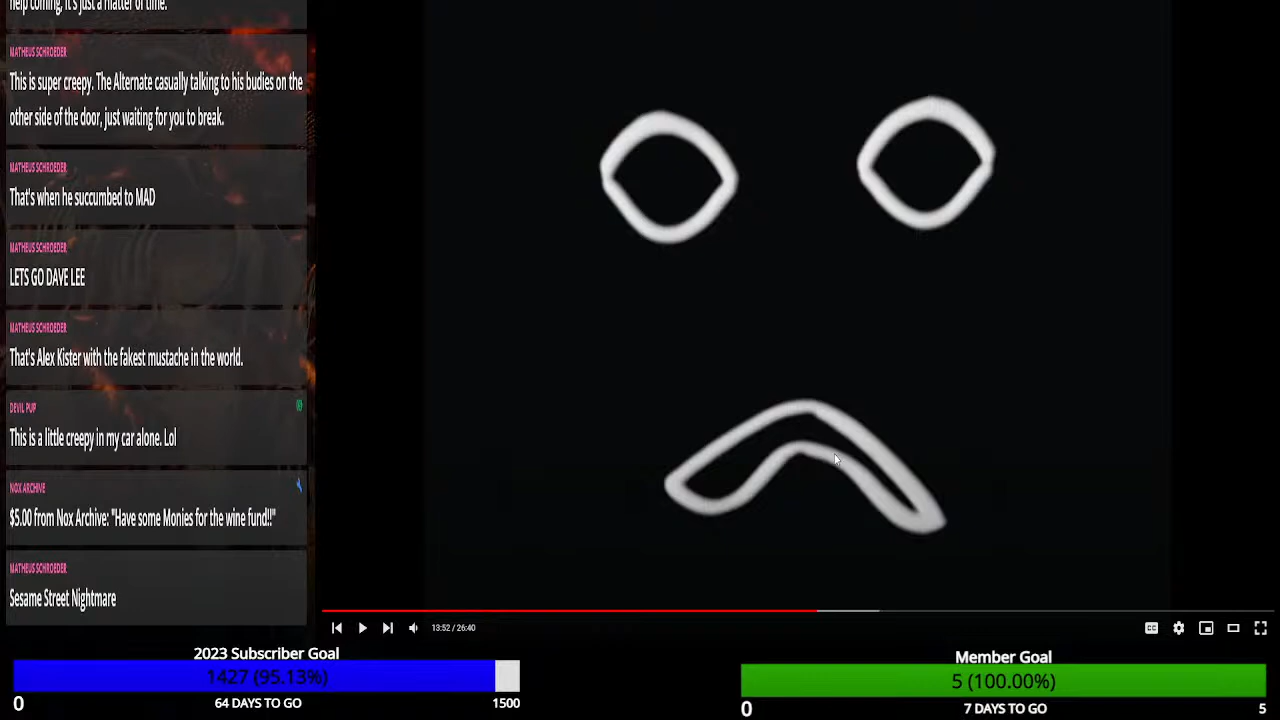 help coming, it's just a matter of time.
MATHEUS SCHROEDER
This is super creepy. The Alternate casually talking to his budies on the
other side of the door, just waiting for you to break.
MATHEUS SCHROEDER
That's when he succumbed to MAD
MATHEUS SCHROEDER
LETS GO DAVE LEE
MATHEUS SCHROEDER
That's Alex Kister with the fakest mustache in the world.
DEVIL PUP
This is a little creepy in my car alone. Lol
NOX ARCHIVE
$5.00 from Nox Archive: "Have some Monies for the wine fund!!"
MATHEUS SCHROEDER
Sesame Street Nightmare
13:52 / 26:40
CC
2023 Subscriber Goal
1427 (95.13%)
0
64 DAYS TO GO
1500
Member Goal
5 (100.00%)
0
7 DAYS TO GO
5